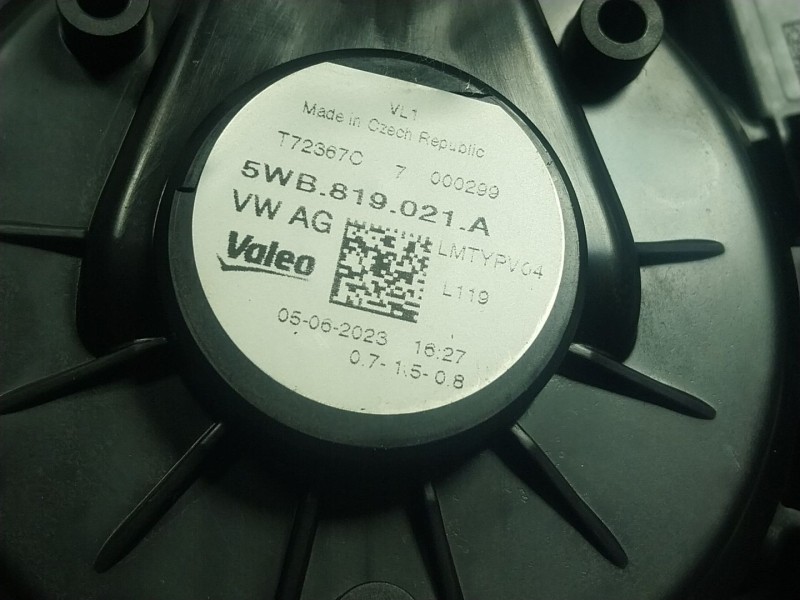 VL1
Made in Czech Republic
T72367C 7 000299
5WB.819.021.A
VW AG
Valeo
LMTYPV04
L119
05-06-2023 16:27
0.7-1.5-0.8